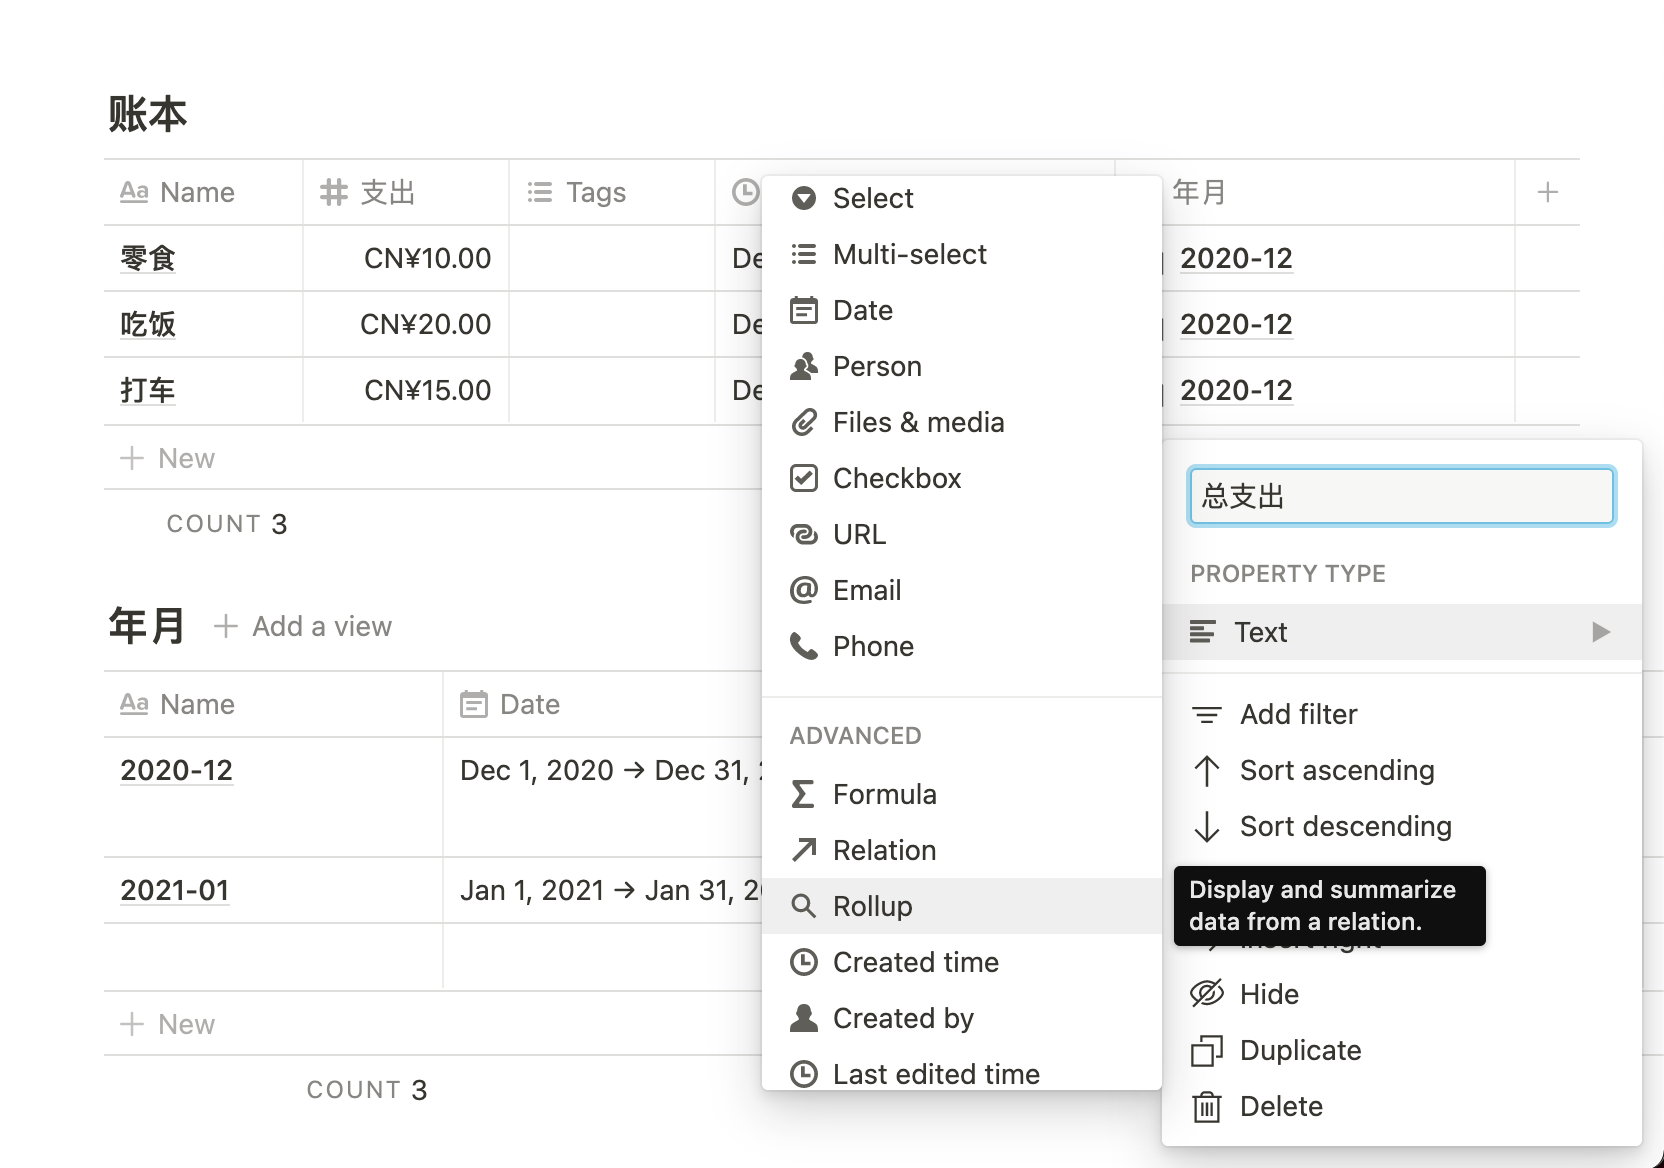 账本
Aa Name
支出
Tags
年月
零食
CN¥10.00
De
2020-12
吃饭
CN¥20.00
De
2020-12
打车
CN¥15.00
De
2020-12
New
COUNT 3
年月
Add a view
Aa Name
Date
2020-12
Dec 1, 2020 → Dec 31,
2021-01
Jan 1, 2021 → Jan 31,
New
COUNT 3
Select
Multi-select
Date
Person
Files & media
Checkbox
URL
Email
Phone
ADVANCED
Formula
Relation
Rollup
Created time
Created by
Last edited time
总支出
PROPERTY TYPE
Text
Add filter
Sort ascending
Sort descending
Display and summarize
data from a relation.
Hide
Duplicate
Delete